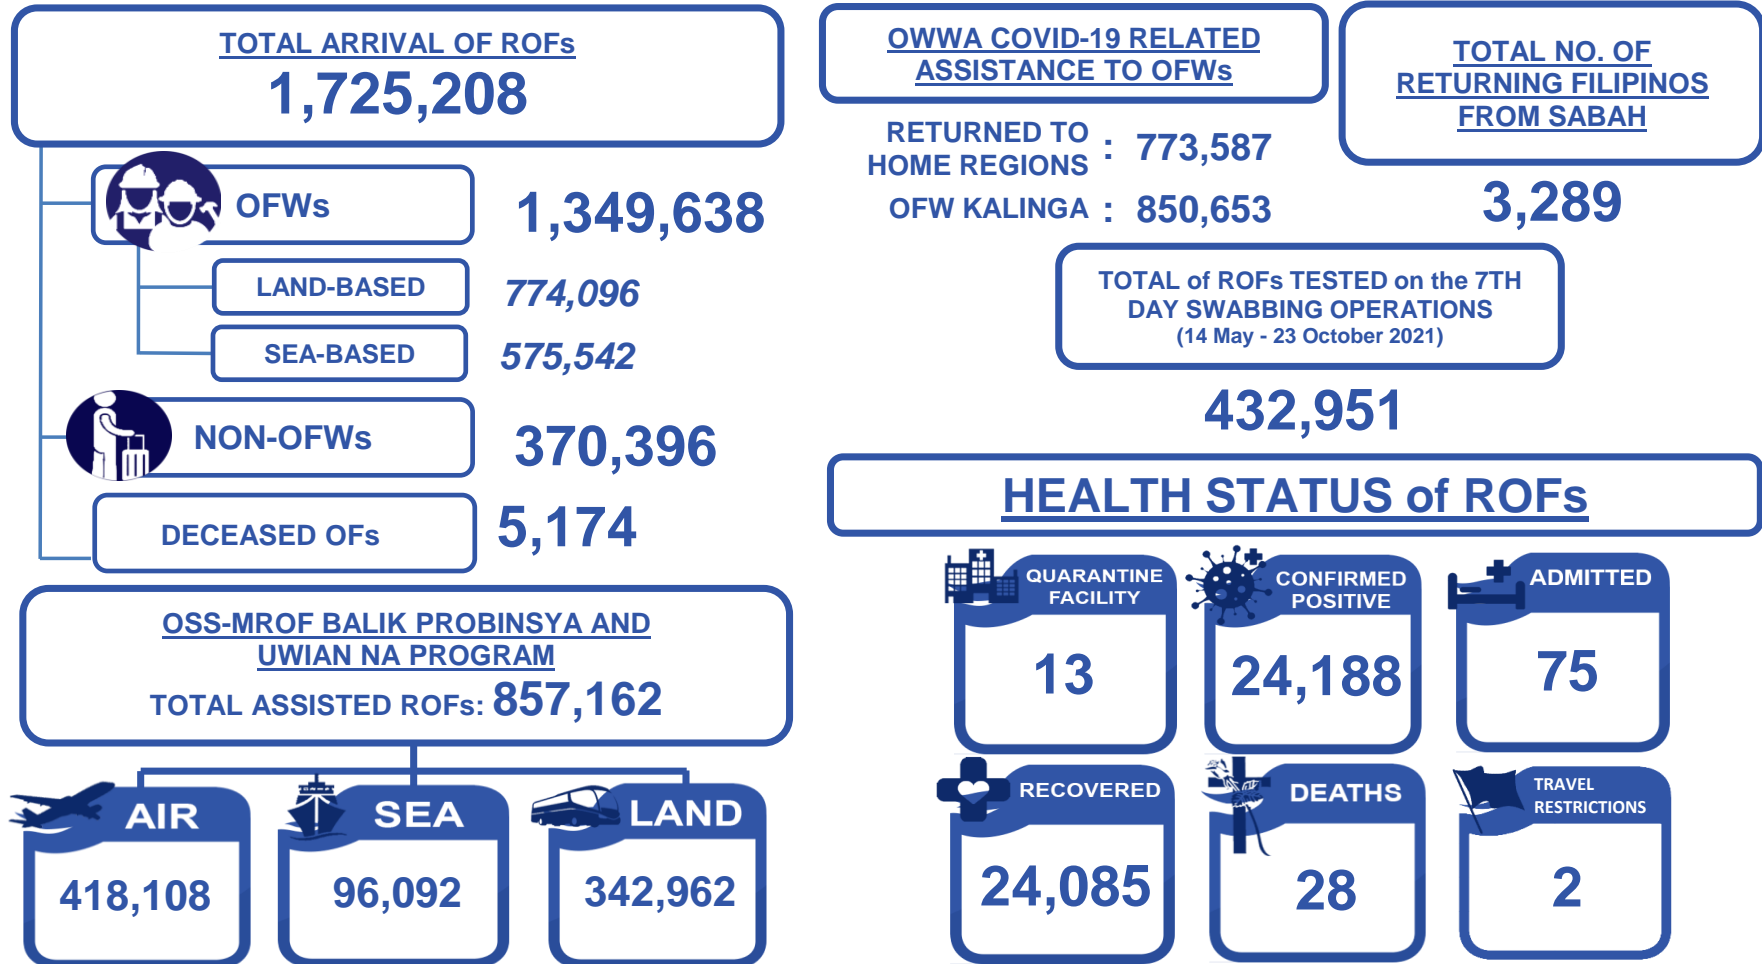 TOTAL ARRIVAL OF ROFs
1,725,208
OFWs
1,349,638
LAND-BASED
774,096
SEA-BASED
575,542
NON-OFWs
370,396
DECEASED OFs
5,174
OSS-MROF BALIK PROBINSYA AND
UWIAN NA PROGRAM
TOTAL ASSISTED ROFs: 857,162
AIR
418,108
SEA
96,092
LAND
342,962
OWWA COVID-19 RELATED
ASSISTANCE TO OFWs
RETURNED TO
HOME REGIONS : 773,587
OFW KALINGA : 850,653
TOTAL NO. OF
RETURNING FILIPINOS
FROM SABAH
3,289
TOTAL of ROFs TESTED on the 7TH
DAY SWABBING OPERATIONS
(14 May - 23 October 2021)
432,951
HEALTH STATUS of ROFs
QUARANTINE
FACILITY
13
CONFIRMED
POSITIVE
24,188
ADMITTED
75
RECOVERED
24,085
DEATHS
28
TRAVEL
RESTRICTIONS
2